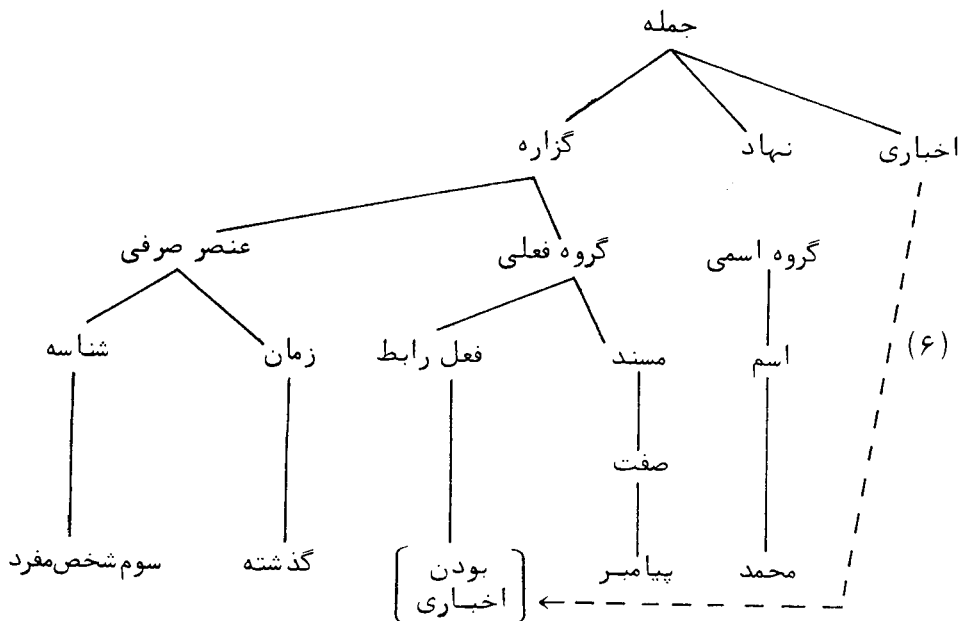 جمله
اخباری نهاد گزاره
گروه اسمی گروه فعلی عنصر صرفی
(۶) اسم مسند فعل رابط زمان شناسه
صفت
محمد پیامبر بودن گذشته سوم شخص مفرد
اخباری